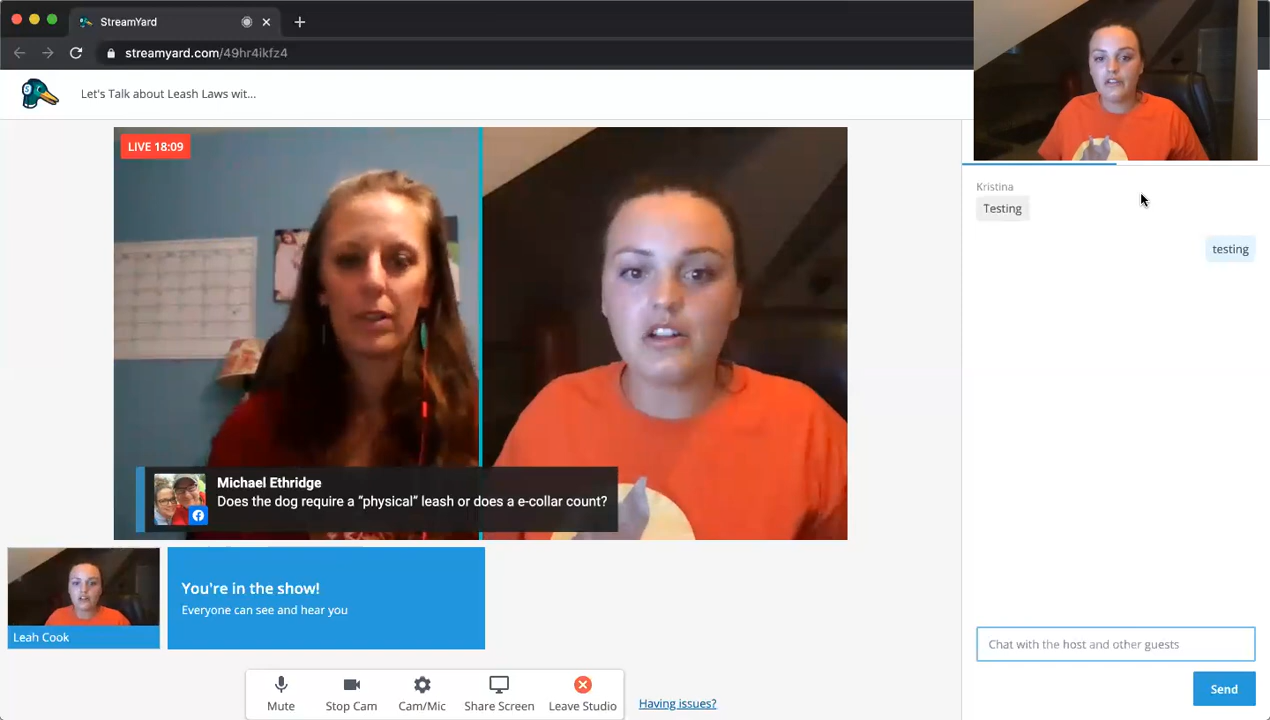 StreamYard
streamyard.com/49hr4ikfz4
Let's Talk about Leash Laws wit...
LIVE 18:09
Kristina
Testing
testing
Michael Ethridge
Does the dog require a “physical” leash or does a e-collar count?
You're in the show!
Everyone can see and hear you
Leah Cook
Chat with the host and other guests
Send
Mute
Stop Cam
Cam/Mic
Share Screen
Leave Studio
Having issues?